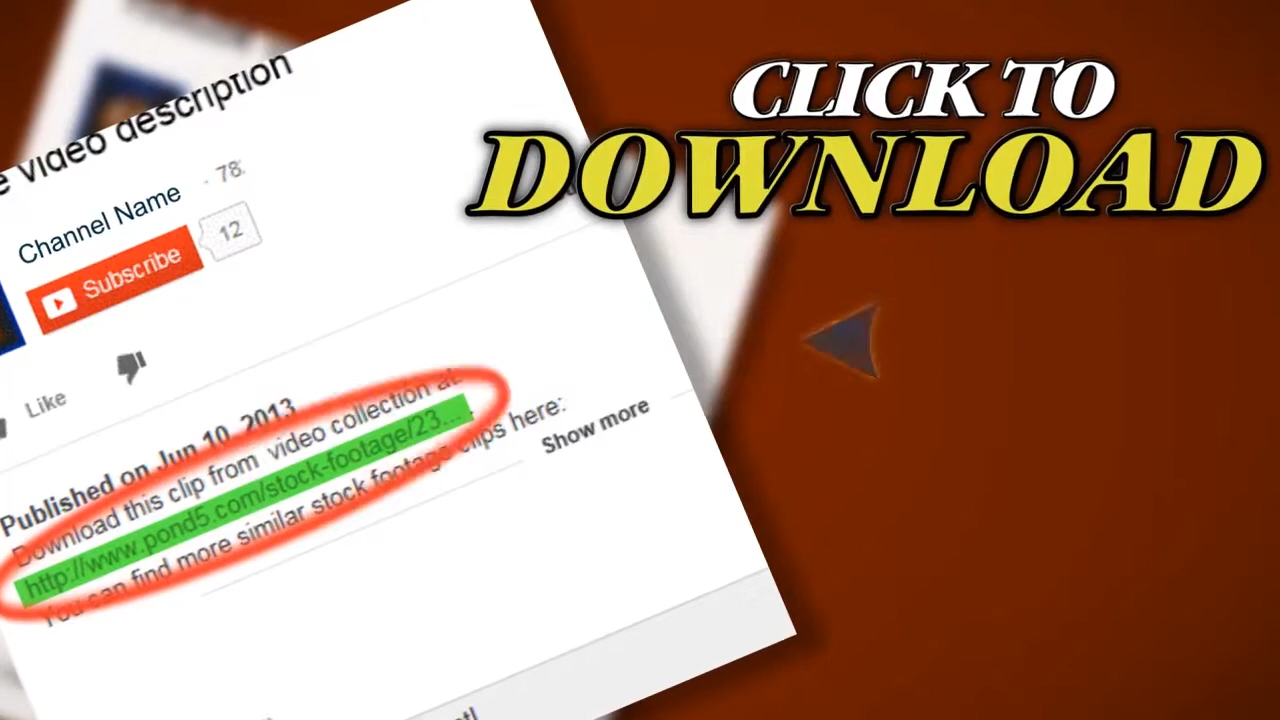 CLICK TO
DOWNLOAD
video description
Channel Name
78
Subscribe
12
Like
Published on Jun 10, 2013
Download this clip from video collection at:
http://www.pond5.com/stock-footage/23...
You can find more similar stock footage clips here:
Show more